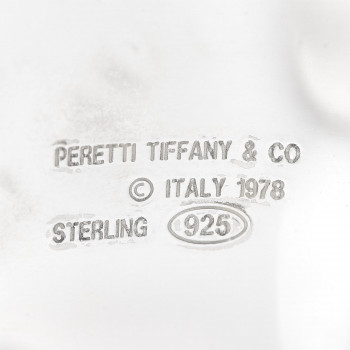 PERETTI TIFFANY & CO
© ITALY 1978
STERLING 925